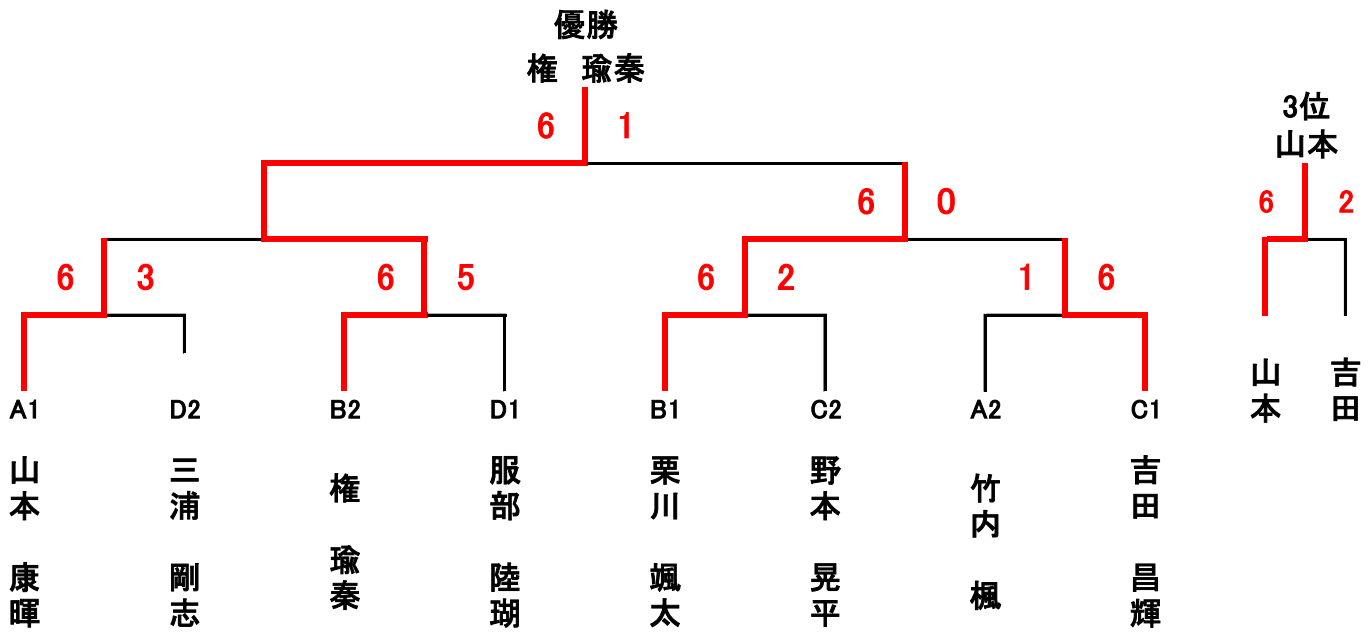 優勝
権 瑜秦
6 1
3位
山本
6 0
6 2
6 3
6 5
6 2
1 6
山本
吉田
A1
D2
B2
D1
B1
C2
A2
C1
山本 康暉
三浦 剛志
権 瑜秦
服部 陸瑚
栗川 颯太
野本 晃平
竹内 楓
吉田 昌輝